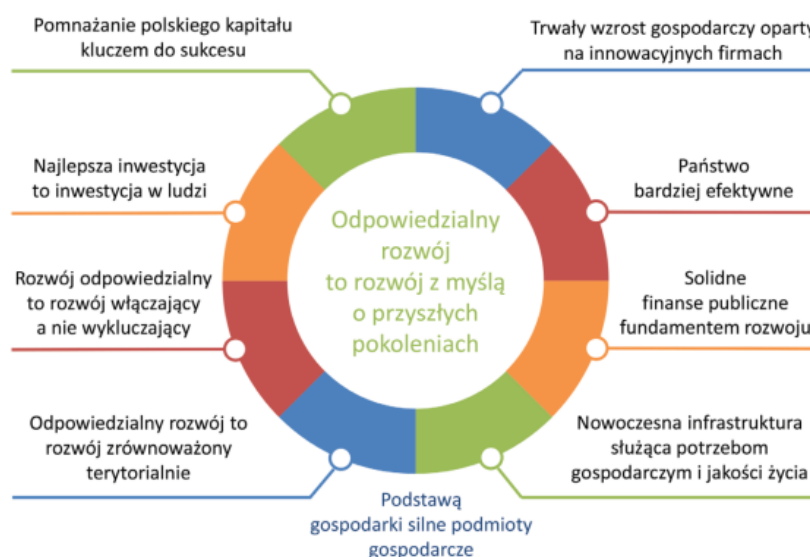 Pomnażanie polskiego kapitału
kluczem do sukcesu
Trwały wzrost gospodarczy oparty
na innowacyjnych firmach
Najlepsza inwestycja
to inwestycja w ludzi
Państwo
bardziej efektywne
Odpowiedzialny
rozwój
to rozwój z myślą
o przyszłych
pokoleniach
Rozwój odpowiedzialny
to rozwój włączający
a nie wykluczający
Solidne
finanse publiczne
fundamentem rozwoju
Odpowiedzialny rozwój to
rozwój zrównoważony
terytorialnie
Nowoczesna infrastruktura
służąca potrzebom
gospodarczym i jakości życia
Podstawą
gospodarki silne podmioty
gospodarcze